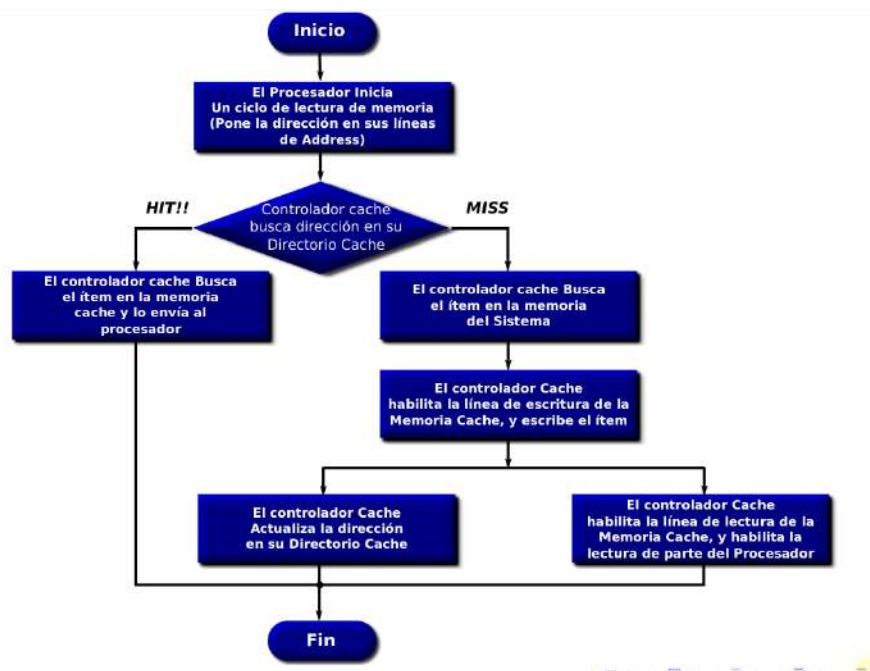 Inicio
El Procesador Inicia
Un ciclo de lectura de memoria
(Pone la dirección en sus líneas
de Address)
HIT!!
Controlador cache
busca dirección en su
Directorio Cache
MISS
El controlador cache Busca
el ítem en la memoria
cache y lo envía al
procesador
El controlador cache Busca
el ítem en la memoria
del Sistema
El controlador Cache
habilita la línea de escritura de la
Memoria Cache, y escribe el ítem
El controlador Cache
Actualiza la dirección
en su Directorio Cache
El controlador Cache
habilita la línea de lectura de la
Memoria Cache, y habilita la
lectura de parte del Procesador
Fin